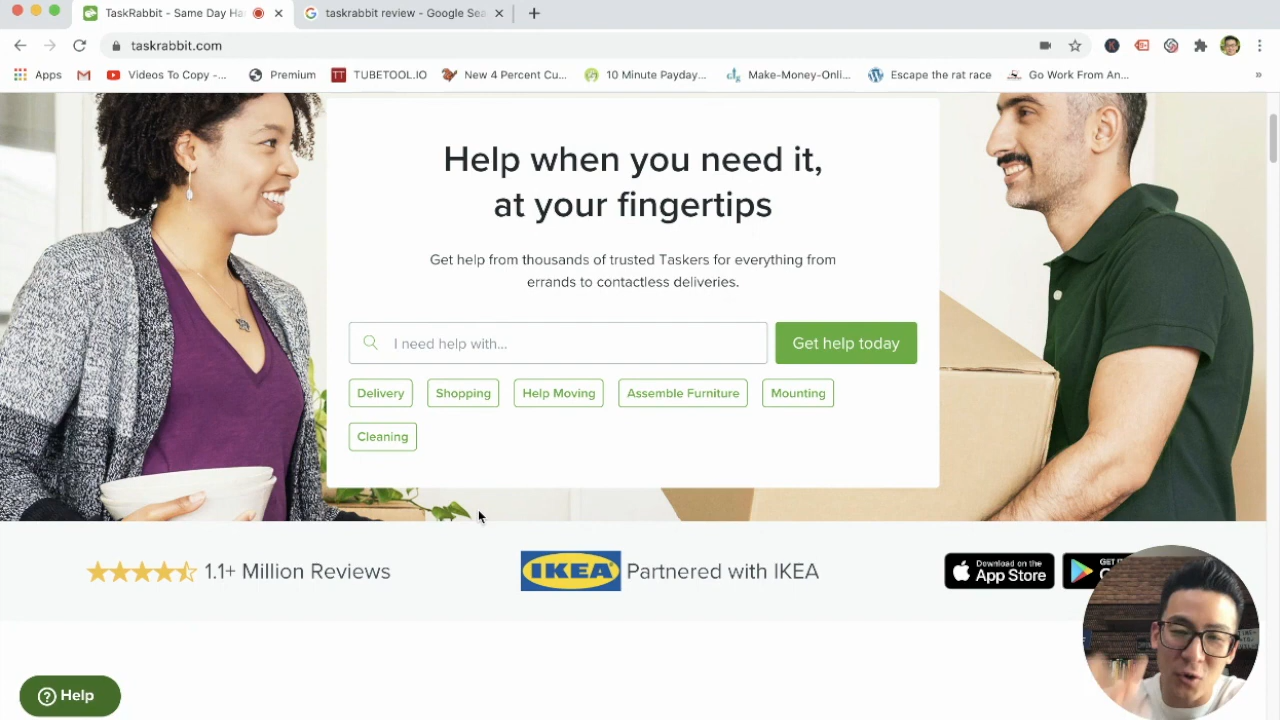 TaskRabbit - Same Day Ha
taskrabbit review - Google Sea
taskrabbit.com
Apps
Videos To Copy -...
Premium
TT TUBETOOL.IO
New 4 Percent Cu...
10 Minute Payday...
Make-Money-Onli...
Escape the rat race
Go Work From An...
»
Help when you need it,
at your fingertips
Get help from thousands of trusted Taskers for everything from
errands to contactless deliveries.
I need help with...
Get help today
Delivery
Shopping
Help Moving
Assemble Furniture
Mounting
Cleaning
1.1+ Million Reviews
IKEA
Partnered with IKEA
Download on the
App Store
Help